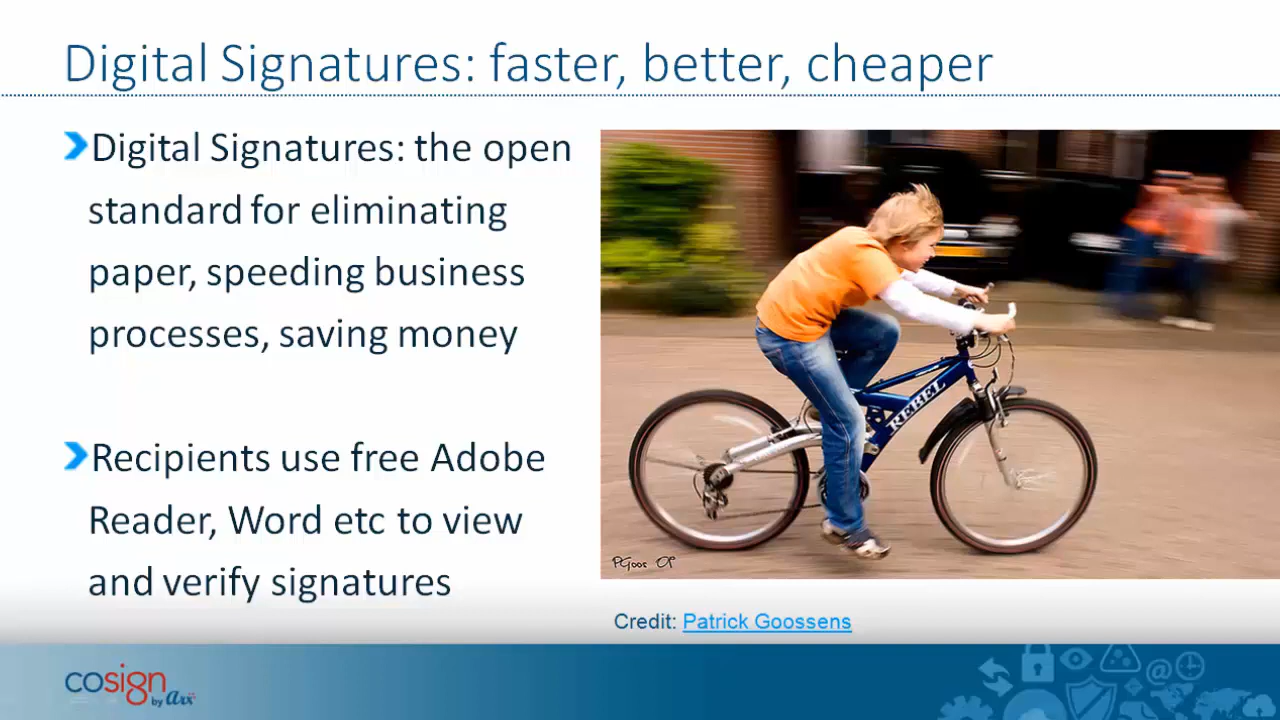 Digital Signatures: faster, better, cheaper
Digital Signatures: the open
standard for eliminating
paper, speeding business
processes, saving money
Recipients use free Adobe
Reader, Word etc to view
and verify signatures
REBEL
PGoos
Credit: Patrick Goossens
cosign
by arx
@